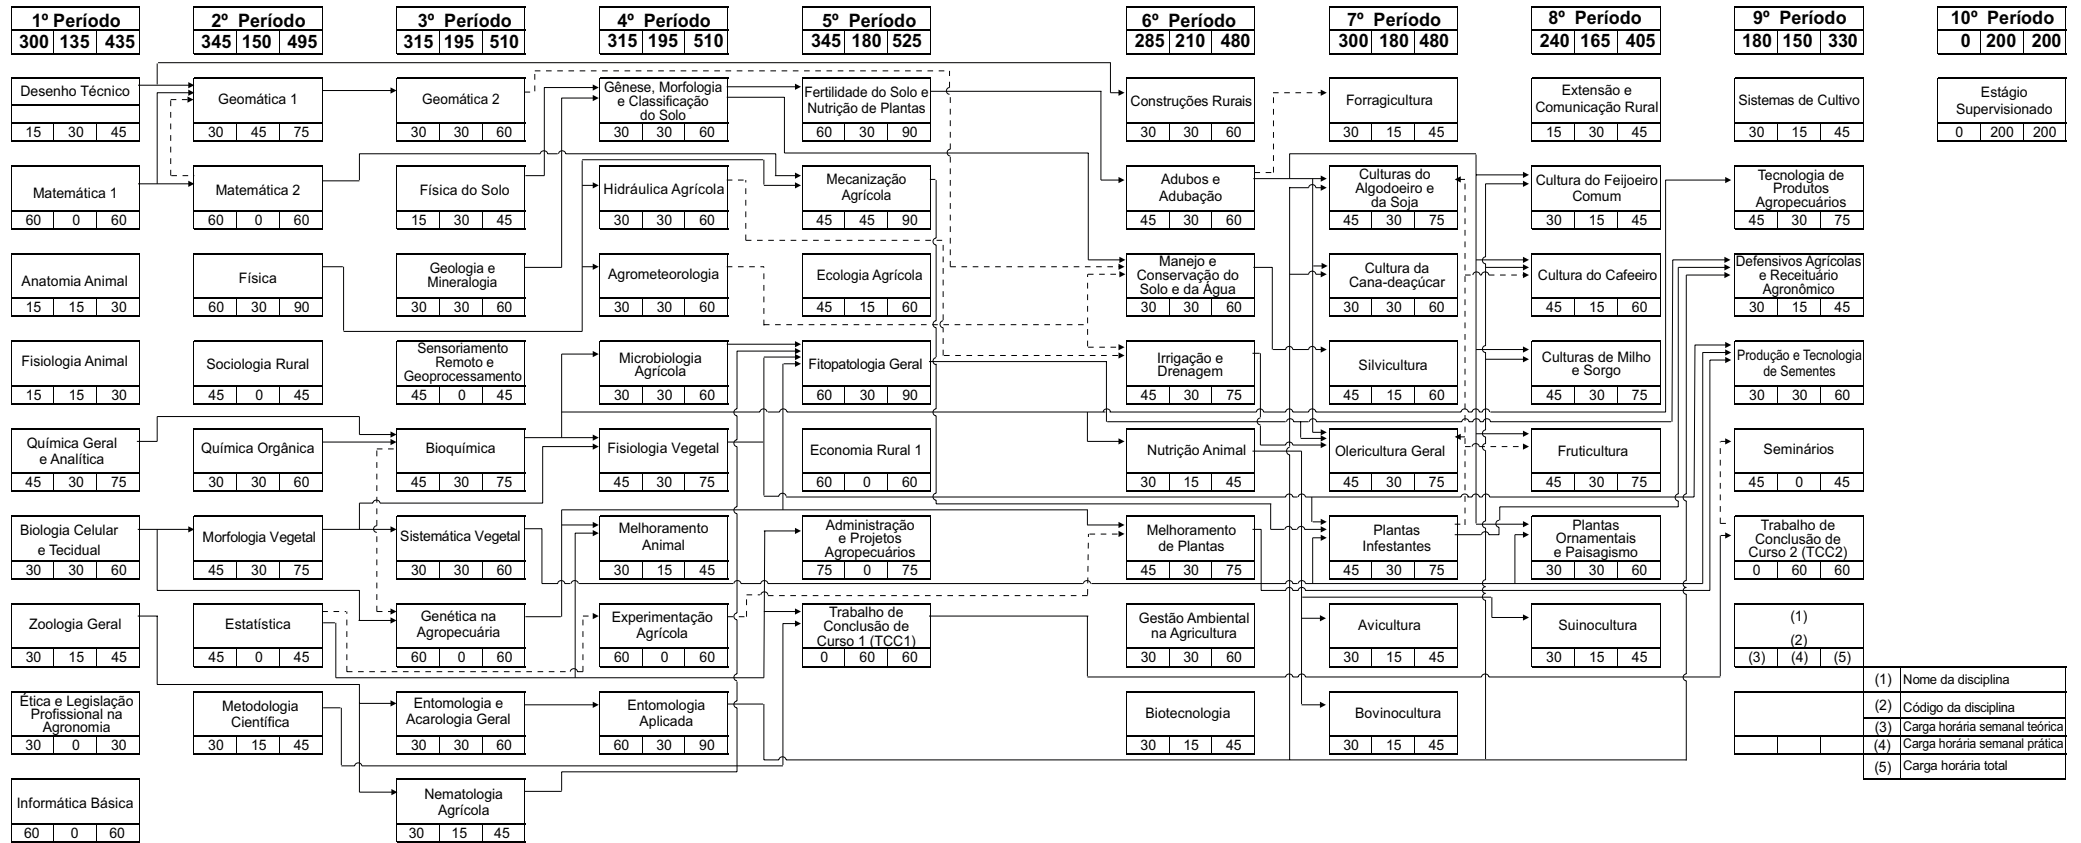 1º Período
300 135 435
Desenho Técnico
15 30 45
Matemática 1
60 0 60
Anatomia Animal
15 15 30
Fisiologia Animal
15 15 30
Química Geral
e Analítica
45 30 75
Biologia Celular
e Tecidual
30 30 60
Zoologia Geral
30 15 45
Ética e Legislação
Profissional na
Agronomia
30 0 30
Informática Básica
60 0 60
2º Período
345 150 495
Geomática 1
30 45 75
Matemática 2
60 0 60
Física
60 30 90
Sociologia Rural
45 0 45
Química Orgânica
30 30 60
Morfologia Vegetal
45 30 75
Estatística
45 0 45
Metodologia
Científica
30 15 45
3º Período
315 195 510
Geomática 2
30 30 60
Física do Solo
15 30 45
Geologia e
Mineralogia
30 30 60
Sensoriamento
Remoto e
Geoprocessamento
45 0 45
Bioquímica
45 30 75
Sistemática Vegetal
30 30 60
Genética na
Agropecuária
60 0 60
Entomologia e
Acarologia Geral
30 30 60
Nematologia
Agrícola
30 15 45
4º Período
315 195 510
Gênese, Morfologia
e Classificação
do Solo
30 30 60
Hidráulica Agrícola
30 30 60
Agrometeorologia
30 30 60
Microbiologia
Agrícola
30 30 60
Fisiologia Vegetal
45 30 75
Melhoramento
Animal
30 15 45
Experimentação
Agrícola
60 0 60
Entomologia
Aplicada
60 30 90
5º Período
345 180 525
Fertilidade do Solo e
Nutrição de Plantas
60 30 90
Mecanização
Agrícola
45 45 90
Ecologia Agrícola
45 15 60
Fitopatologia Geral
60 30 90
Economia Rural 1
60 0 60
Administração
e Projetos
Agropecuários
75 0 75
Trabalho de
Conclusão de
Curso 1 (TCC1)
0 60 60
6º Período
285 210 480
Construções Rurais
30 30 60
Adubos e
Adubação
45 30 60
Manejo e
Conservação do
Solo e da Água
30 30 60
Irrigação e
Drenagem
45 30 75
Nutrição Animal
30 15 45
Melhoramento
de Plantas
45 30 75
Gestão Ambiental
na Agricultura
30 30 60
Biotecnologia
30 15 45
7º Período
300 180 480
Forragicultura
30 15 45
Culturas do
Algodoeiro e
da Soja
45 30 75
Cultura da
Cana-deaçúcar
30 30 60
Silvicultura
45 15 60
Olericultura Geral
45 30 75
Plantas
Infestantes
45 30 75
Avicultura
30 15 45
Bovinocultura
30 15 45
8º Período
240 165 405
Extensão e
Comunicação Rural
15 30 45
Cultura do Feijoeiro
Comum
30 15 45
Cultura do Cafeeiro
45 15 60
Culturas de Milho
e Sorgo
45 30 75
Fruticultura
45 30 75
Plantas
Ornamentais
e Paisagismo
30 30 60
Suinocultura
30 15 45
9º Período
180 150 330
Sistemas de Cultivo
30 15 45
Tecnologia de
Produtos
Agropecuários
45 30 75
Defensivos Agrícolas
e Receituário
Agronômico
30 15 45
Produção e Tecnologia
de Sementes
30 30 60
Seminários
45 0 45
Trabalho de
Conclusão de
Curso 2 (TCC2)
0 60 60
(1)
(2)
(3) (4) (5)
10º Período
0 200 200
Estágio
Supervisionado
0 200 200
(1) Nome da disciplina
(2) Código da disciplina
(3) Carga horária semanal teórica
(4) Carga horária semanal prática
(5) Carga horária total